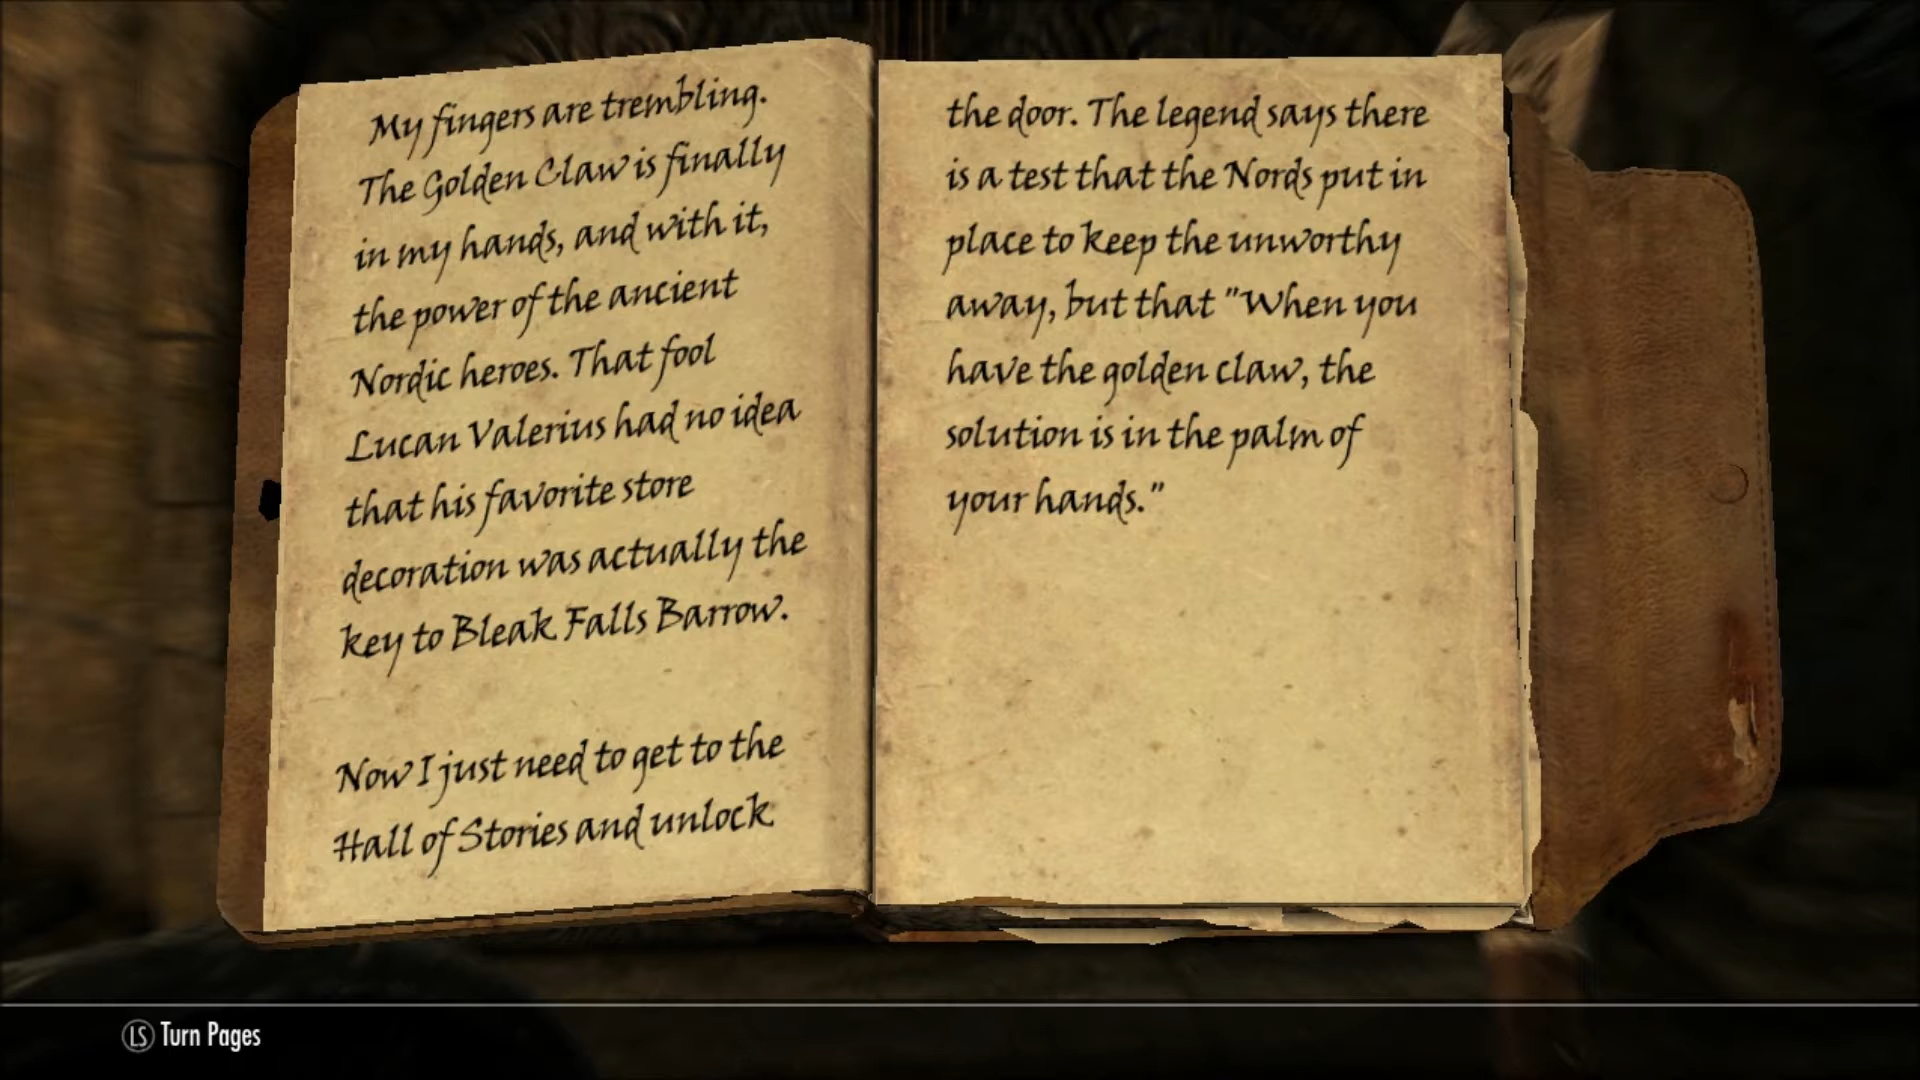 My fingers are trembling.
The Golden Claw is finally
in my hands, and with it,
the power of the ancient
Nordic heroes. That fool
Lucan Valerius had no idea
that his favorite store
decoration was actually the
key to Bleak Falls Barrow.
Now I just need to get to the
Hall of Stories and unlock
the door. The legend says there
is a test that the Nords put in
place to keep the unworthy
away, but that "When you
have the golden claw, the
solution is in the palm of
your hands."
LS Turn Pages